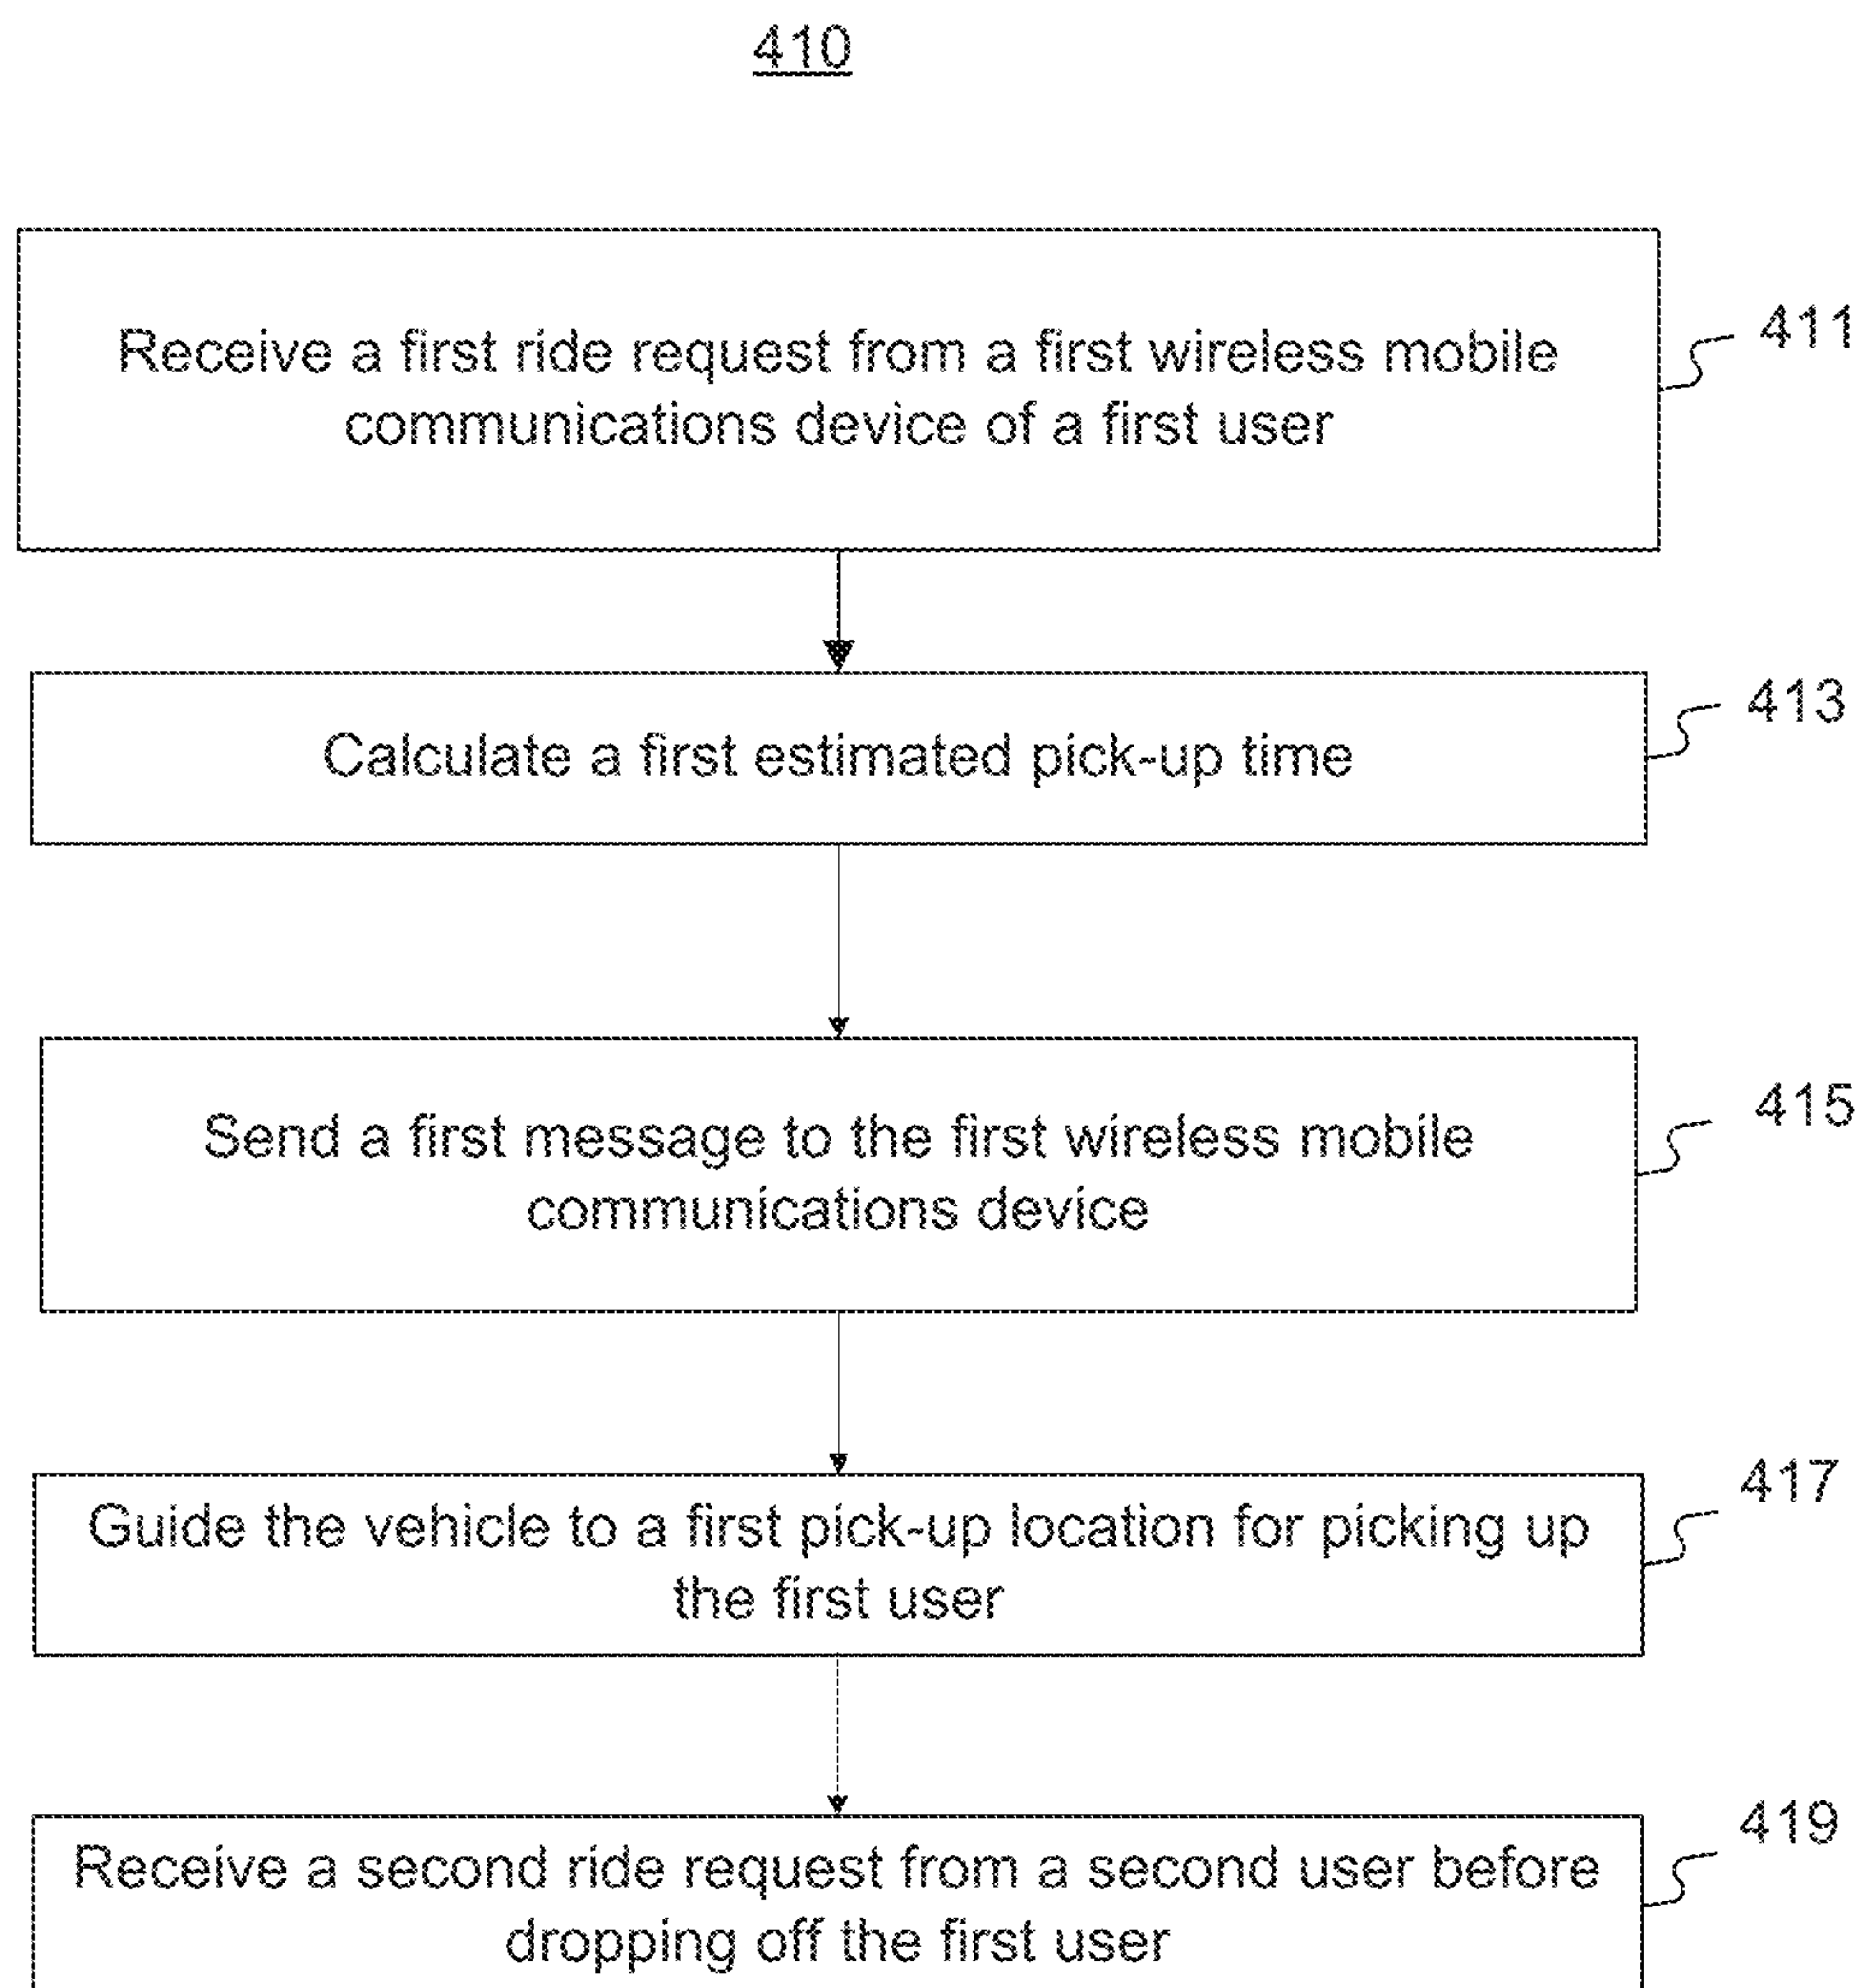 410
Receive a first ride request from a first wireless mobile
communications device of a first user
411
Calculate a first estimated pick-up time
413
Send a first message to the first wireless mobile
communications device
415
Guide the vehicle to a first pick-up location for picking up
the first user
417
Receive a second ride request from a second user before
dropping off the first user
419